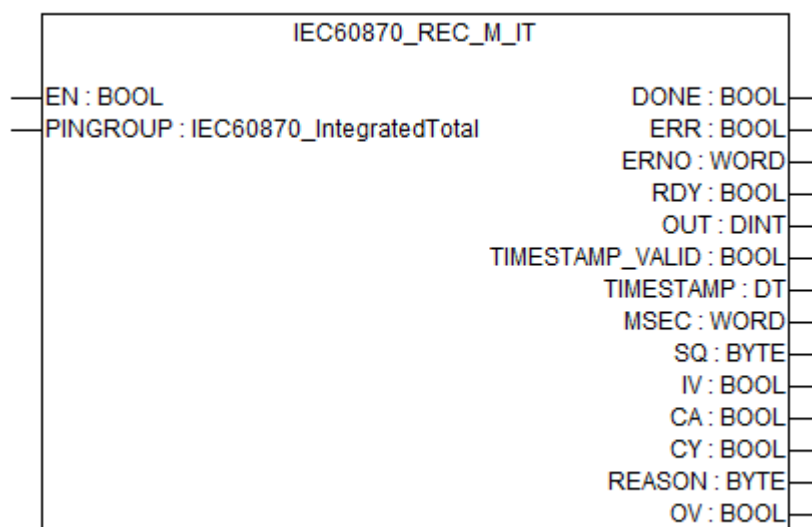 IEC60870_REC_M_IT
EN : BOOL DONE : BOOL
PINGROUP : IEC60870_IntegratedTotal ERR : BOOL
ERNO : WORD
RDY : BOOL
OUT : DINT
TIMESTAMP_VALID : BOOL
TIMESTAMP : DT
MSEC : WORD
SQ : BYTE
IV : BOOL
CA : BOOL
CY : BOOL
REASON : BYTE
OV : BOOL